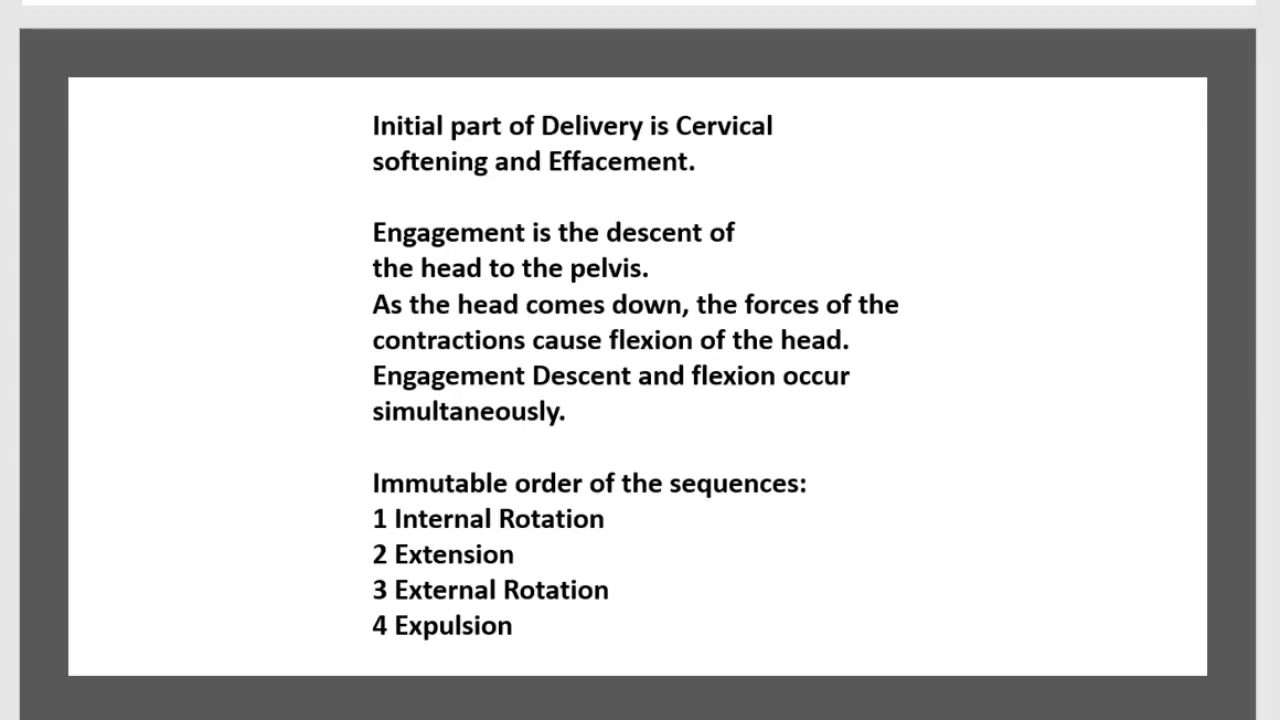 Initial part of Delivery is Cervical
softening and Effacement.
Engagement is the descent of
the head to the pelvis.
As the head comes down, the forces of the
contractions cause flexion of the head.
Engagement Descent and flexion occur
simultaneously.
Immutable order of the sequences:
1 Internal Rotation
2 Extension
3 External Rotation
4 Expulsion